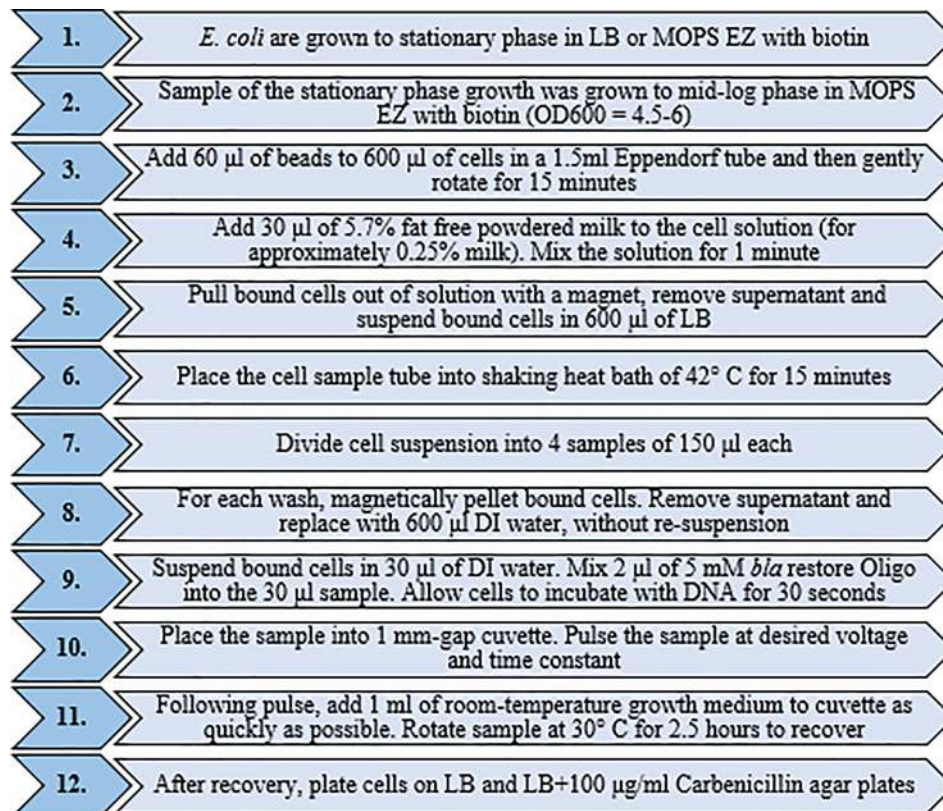 1.
E. coli are grown to stationary phase in LB or MOPS EZ with biotin
2.
Sample of the stationary phase growth was grown to mid-log phase in MOPS
EZ with biotin (OD600 = 4.5-6)
3.
Add 60 µl of beads to 600 µl of cells in a 1.5ml Eppendorf tube and then gently
rotate for 15 minutes
4.
Add 30 µl of 5.7% fat free powdered milk to the cell solution (for
approximately 0.25% milk). Mix the solution for 1 minute
5.
Pull bound cells out of solution with a magnet, remove supernatant and
suspend bound cells in 600 µl of LB
6.
Place the cell sample tube into shaking heat bath of 42° C for 15 minutes
7.
Divide cell suspension into 4 samples of 150 µl each
8.
For each wash, magnetically pellet bound cells. Remove supernatant and
replace with 600 µl DI water, without re-suspension
9.
Suspend bound cells in 30 µl of DI water. Mix 2 µl of 5 mM bla restore Oligo
into the 30 µl sample. Allow cells to incubate with DNA for 30 seconds
10.
Place the sample into 1 mm-gap cuvette. Pulse the sample at desired voltage
and time constant
11.
Following pulse, add 1 ml of room-temperature growth medium to cuvette as
quickly as possible. Rotate sample at 30° C for 2.5 hours to recover
12.
After recovery, plate cells on LB and LB+100 µg/ml Carbenicillin agar plates